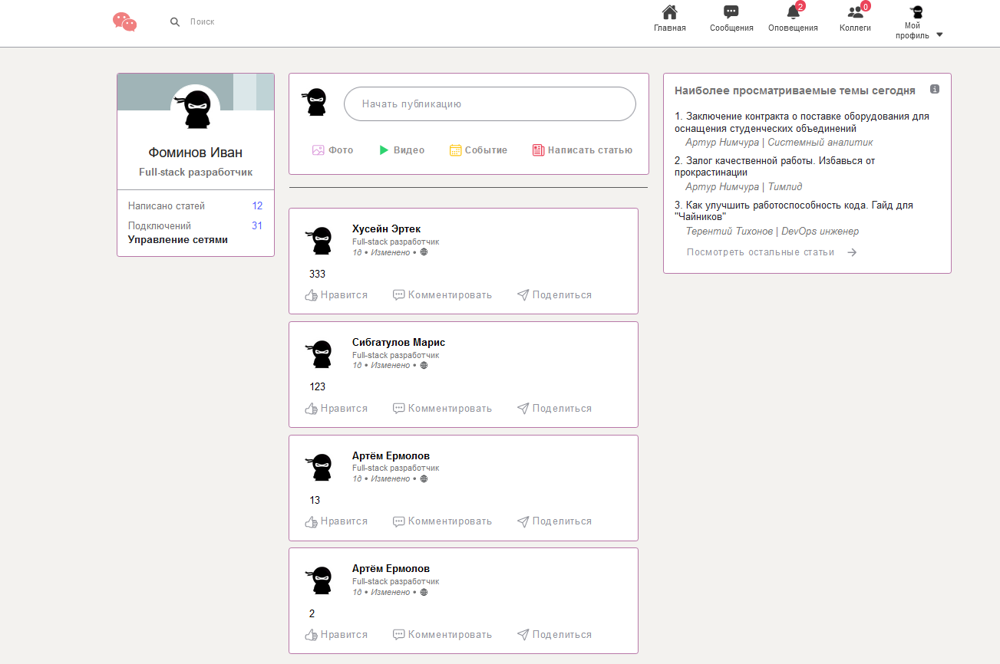 Поиск
Главная
Сообщения
2
Оповещения
0
Коллеги
Мой
профиль
Фоминов Иван
Full-stack разработчик
Написано статей 12
Подключений 31
Управление сетями
Начать публикацию
Фото Видео Событие Написать статью
Хусейн Эртек
Full-stack разработчик
1д • Изменено •
333
Нравится Комментировать Поделиться
Сибгатулов Марис
Full-stack разработчик
1д • Изменено •
123
Нравится Комментировать Поделиться
Артём Ермолов
Full-stack разработчик
1д • Изменено •
13
Нравится Комментировать Поделиться
Артём Ермолов
Full-stack разработчик
1д • Изменено •
2
Нравится Комментировать Поделиться
Наиболее просматриваемые темы сегодня
1. Заключение контракта о поставке оборудования для
оснащения студенческих объединений
Артур Нимчура | Системный аналитик
2. Залог качественной работы. Избавься от
прокрастинации
Артур Нимчура | Тимлид
3. Как улучшить работоспособность кода. Гайд для
"Чайников"
Терентий Тихонов | DevOps инженер
Посмотреть остальные статьи